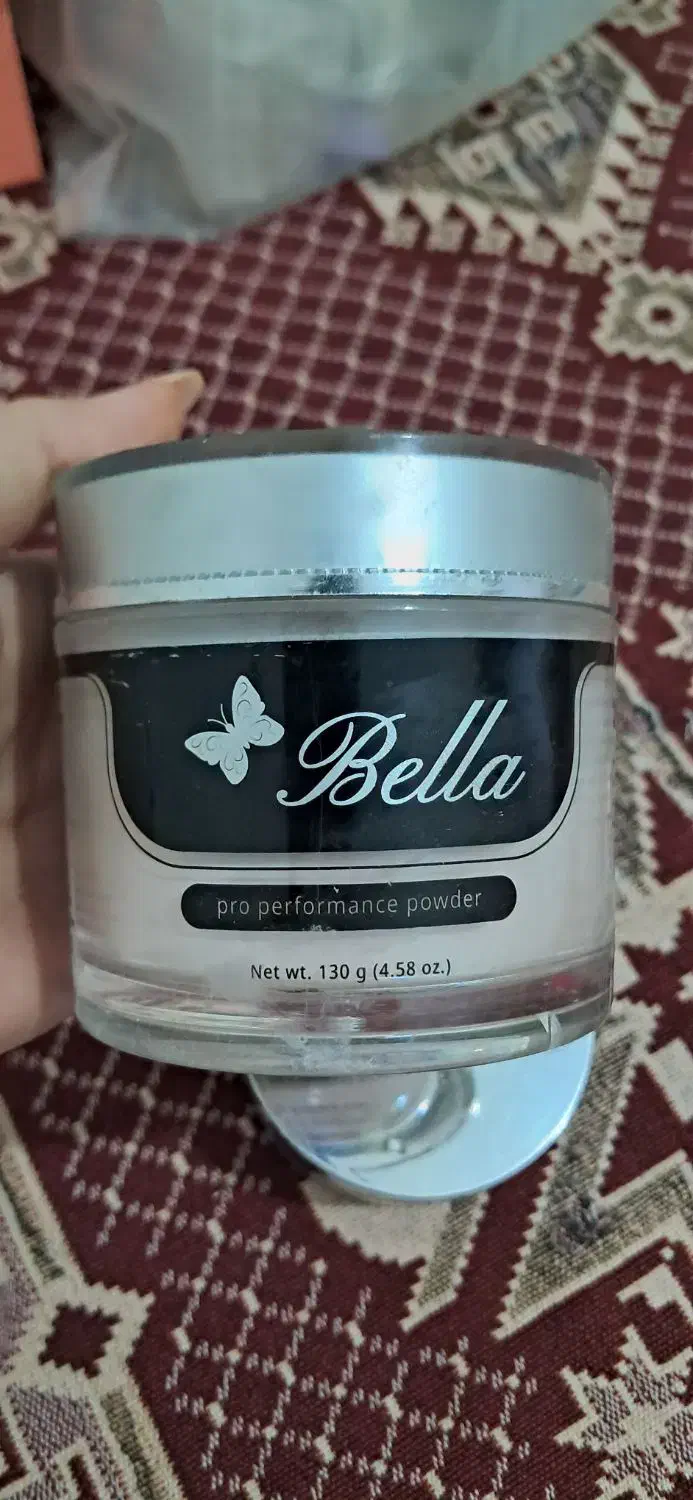 Bella
pro performance powder
Net wt. 130 g (4.58 oz.)